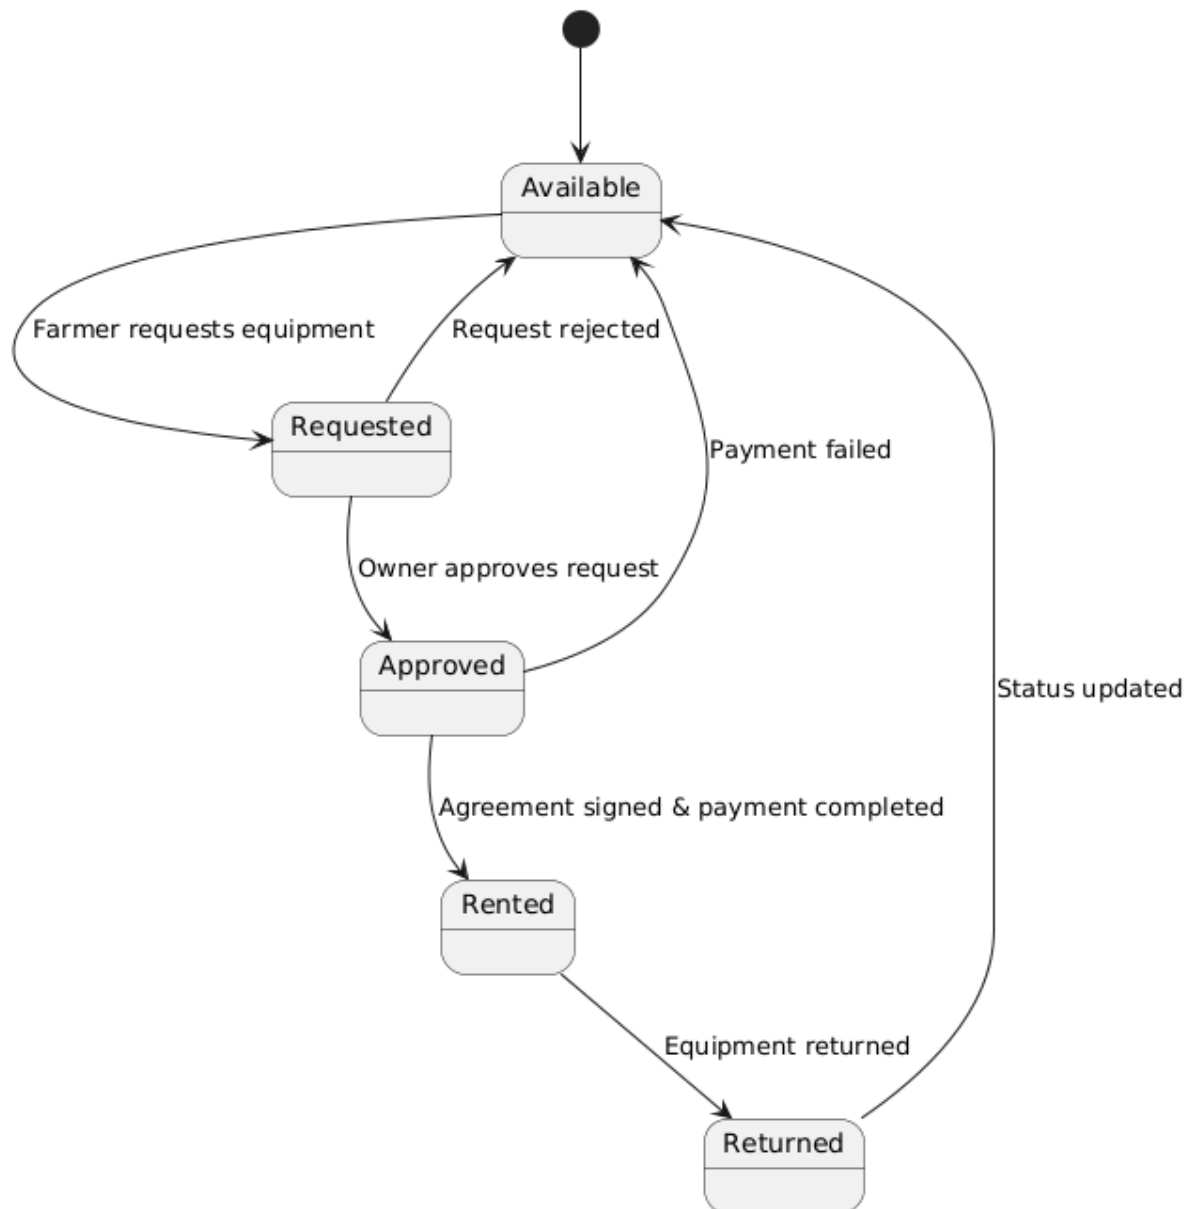 Available
Farmer requests equipment
Request rejected
Requested
Payment failed
Owner approves request
Approved
Status updated
Agreement signed & payment completed
Rented
Equipment returned
Returned